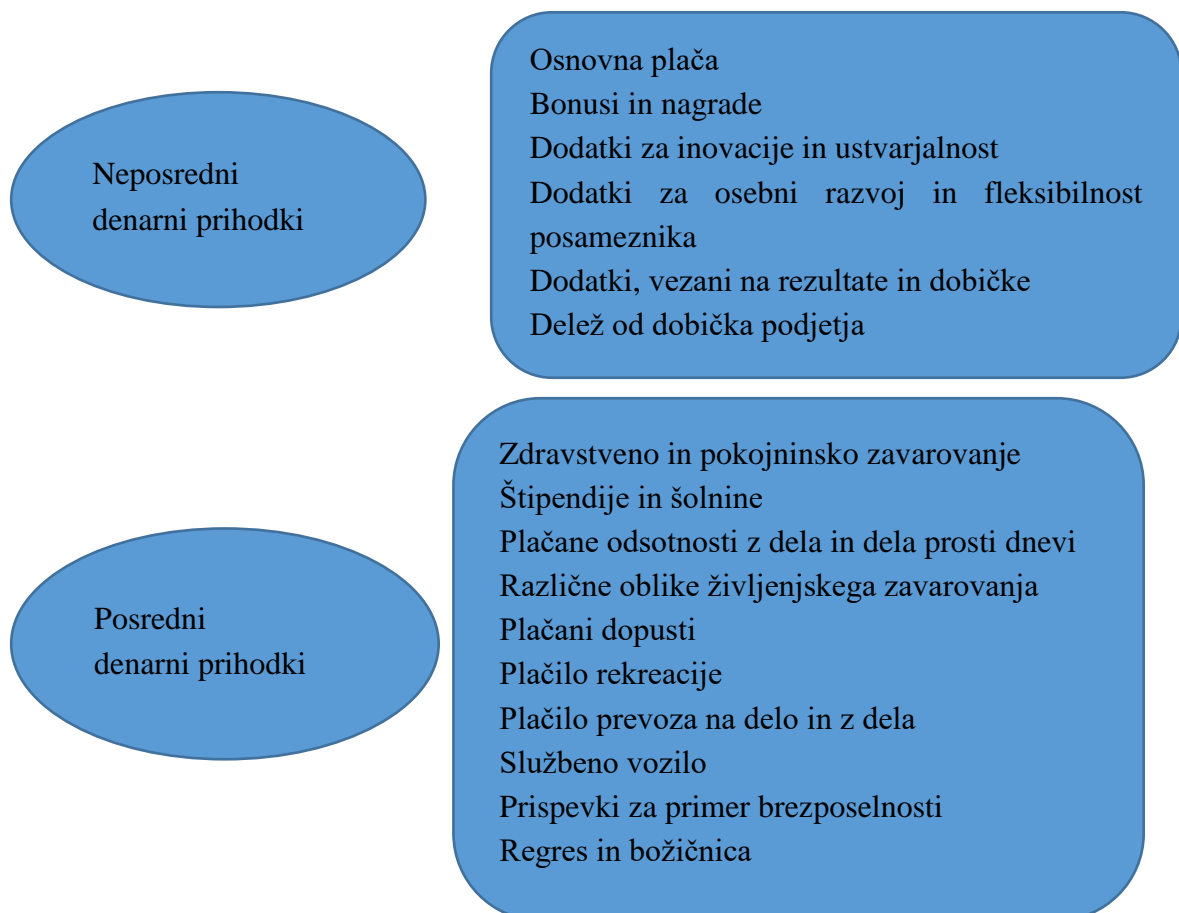 Neposredni
denarni prihodki
Osnovna plača
Bonusi in nagrade
Dodatki za inovacije in ustvarjalnost
Dodatki za osebni razvoj in fleksibilnost
posameznika
Dodatki, vezani na rezultate in dobičke
Delež od dobička podjetja
Posredni
denarni prihodki
Zdravstveno in pokojninsko zavarovanje
Štipendije in šolnine
Plačane odsotnosti z dela in dela prosti dnevi
Različne oblike življenjskega zavarovanja
Plačani dopusti
Plačilo rekreacije
Plačilo prevoza na delo in z dela
Službeno vozilo
Prispevki za primer brezposelnosti
Regres in božičnica